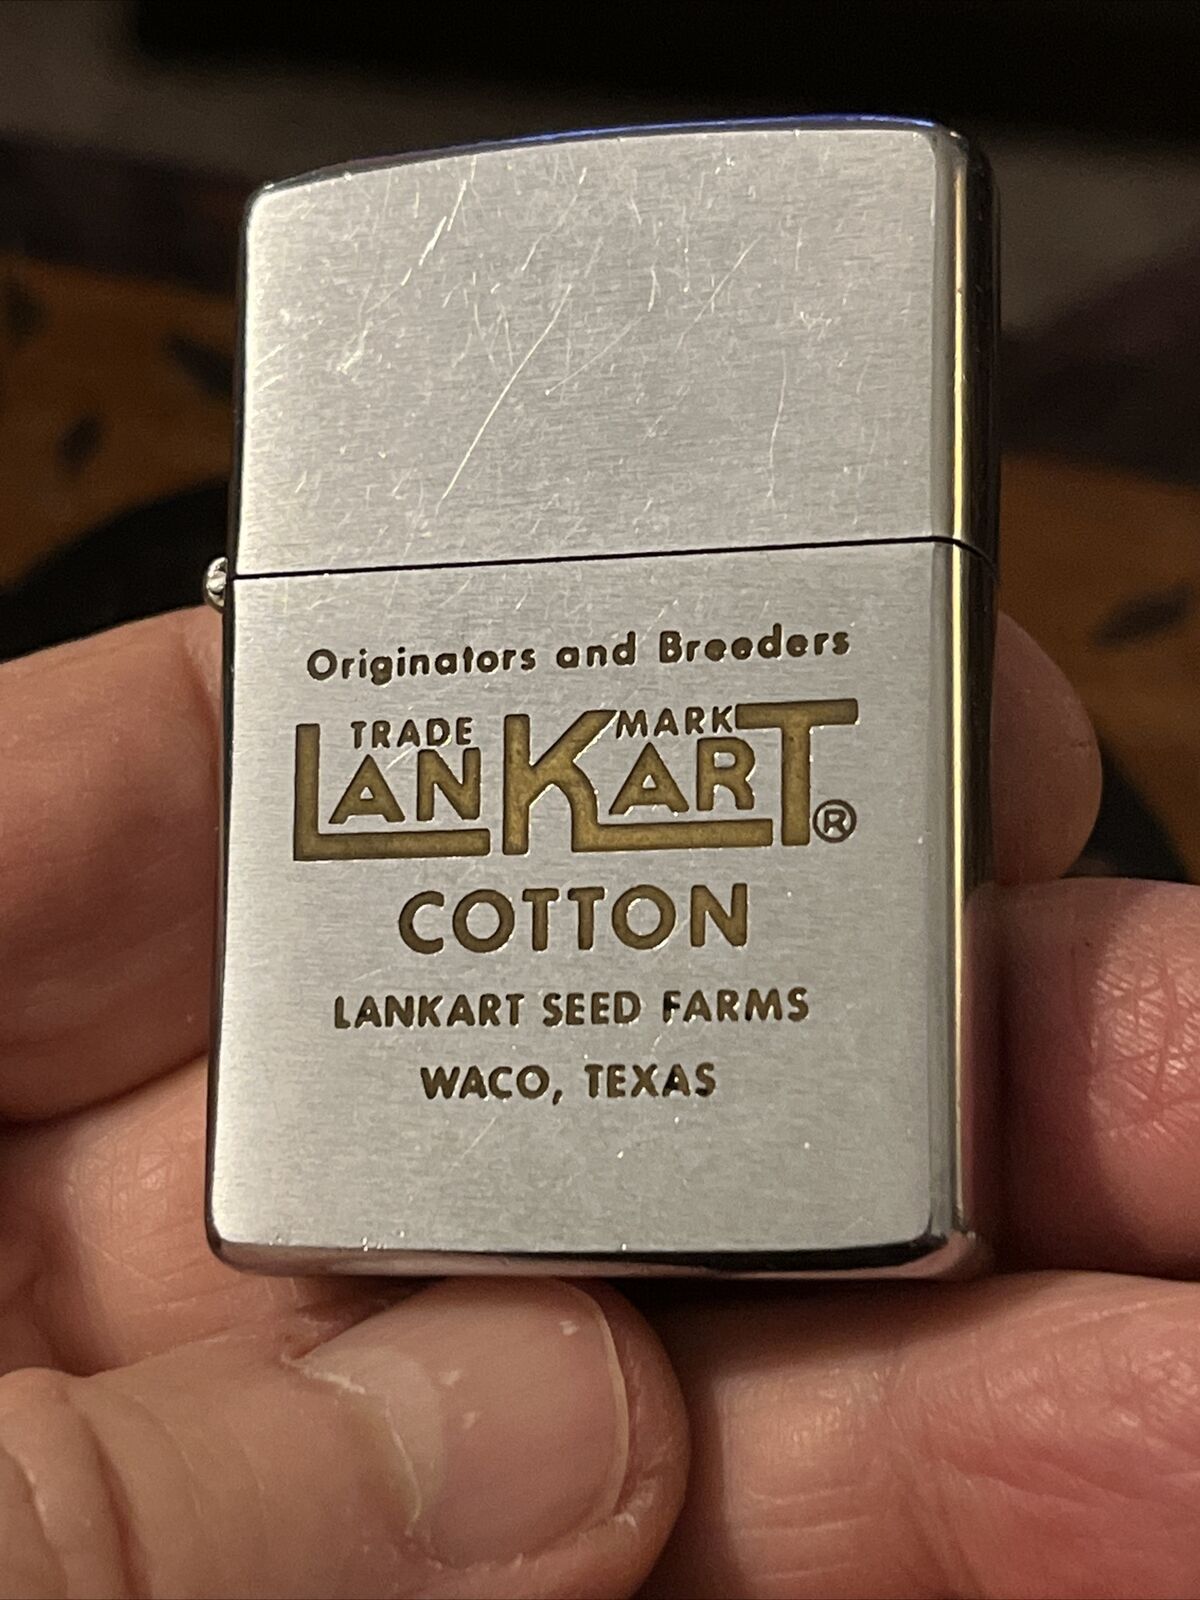 Originators and Breeders
TRADE MARK
LANKART®
COTTON
LANKART SEED FARMS
WACO, TEXAS